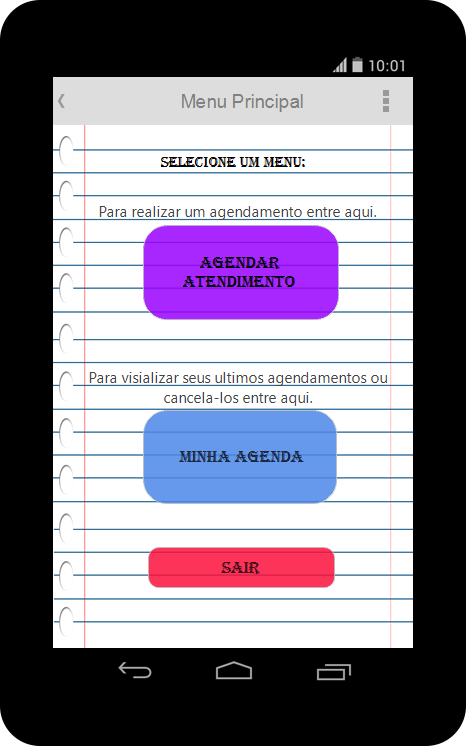 10:01
Menu Principal
SELECIONE UM MENU:
Para realizar um agendamento entre aqui.
AGENDAR
ATENDIMENTO
Para visializar seus ultimos agendamentos ou
cancela-los entre aqui.
MINHA AGENDA
SAIR